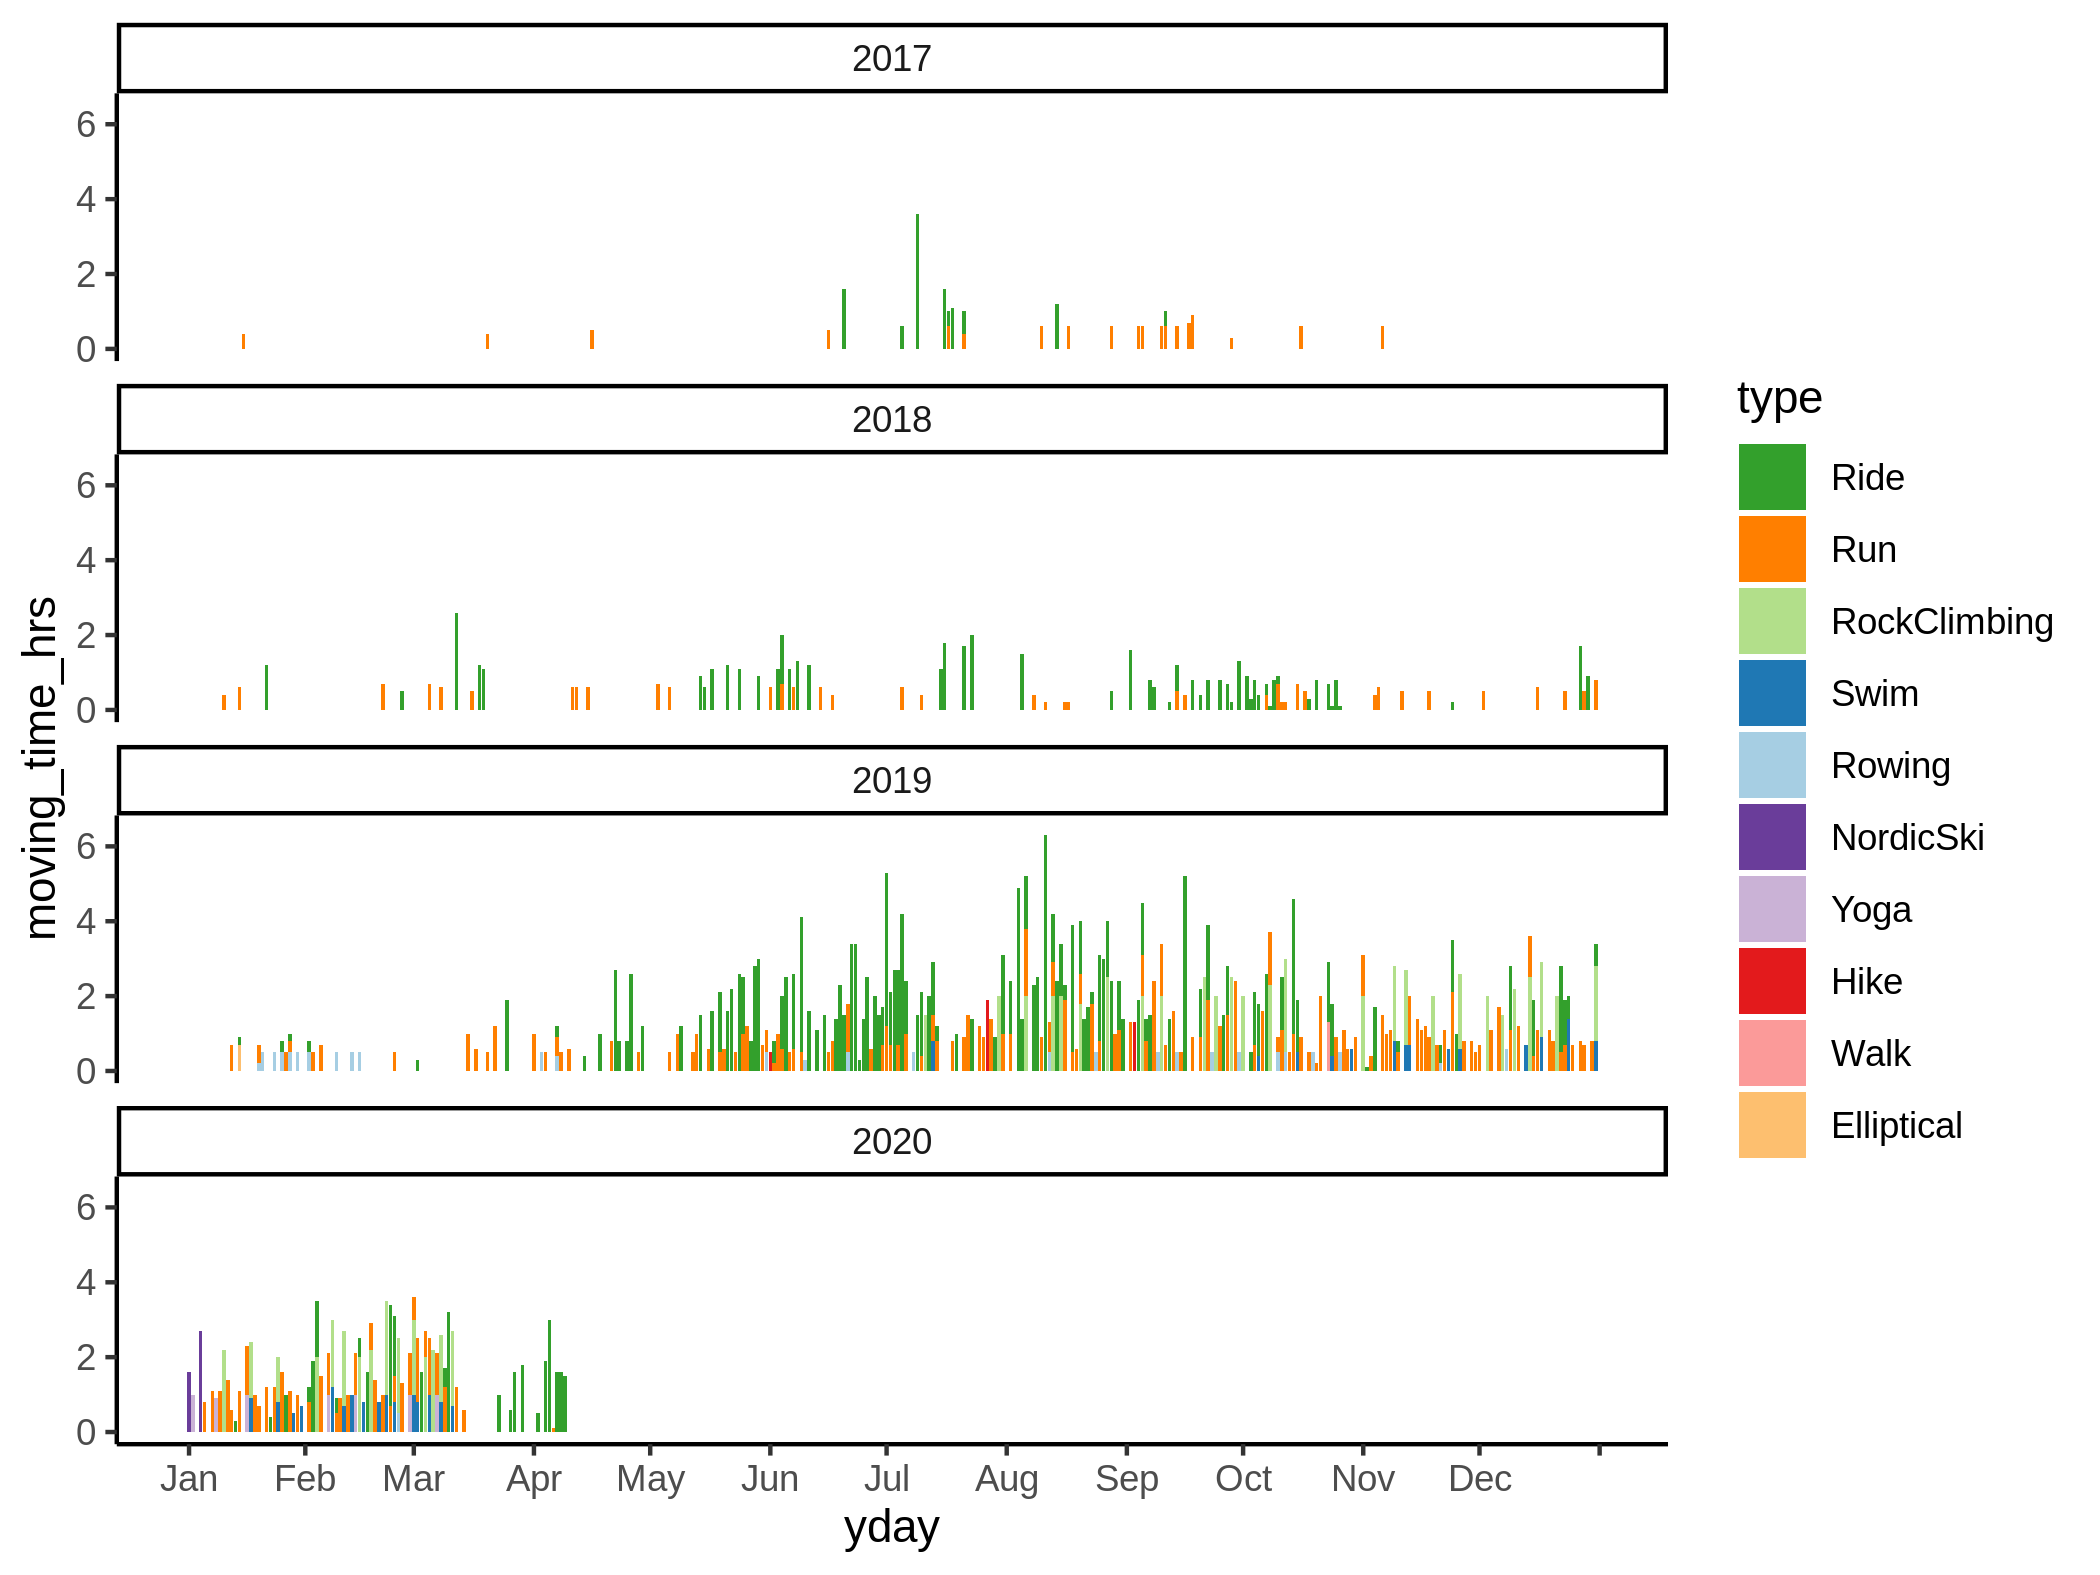 2017
6
4
2
0
2018
6
4
2
0
2019
6
4
2
0
2020
6
4
2
0
Jan Feb Mar Apr May Jun Jul Aug Sep Oct Nov Dec
yday
moving_time_hrs
type
Ride
Run
RockClimbing
Swim
Rowing
NordicSki
Yoga
Hike
Walk
Elliptical